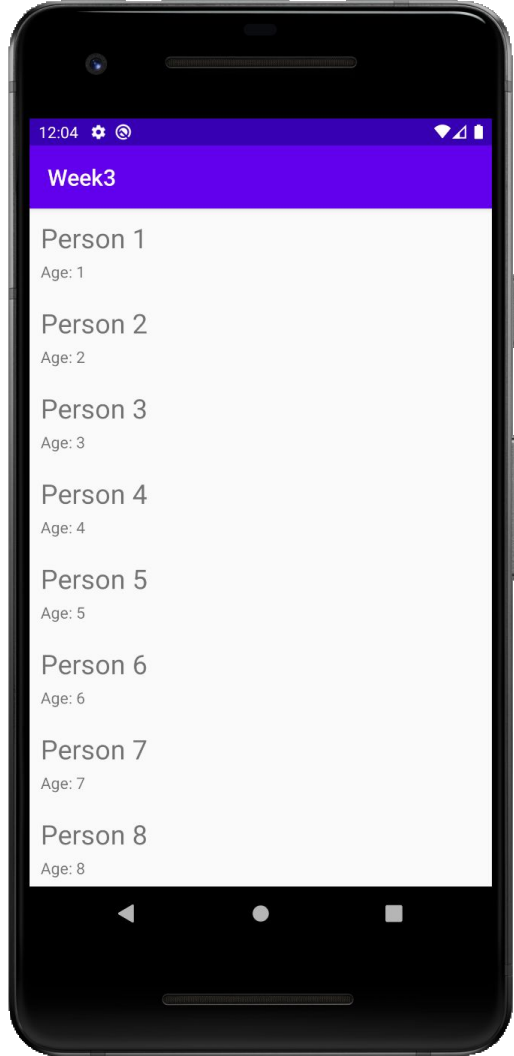 12:04
Week3
Person 1
Age: 1
Person 2
Age: 2
Person 3
Age: 3
Person 4
Age: 4
Person 5
Age: 5
Person 6
Age: 6
Person 7
Age: 7
Person 8
Age: 8